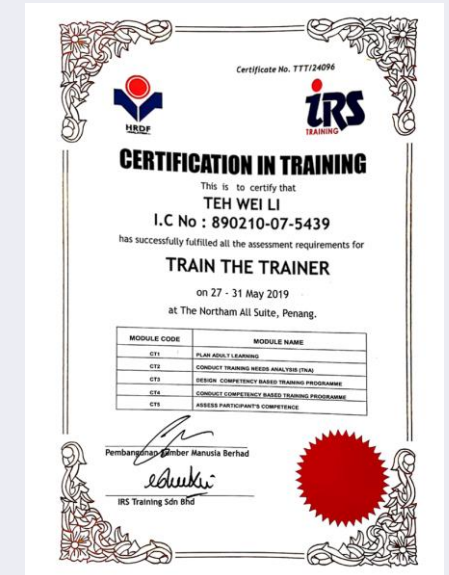 Certificate No. TTT/24096
HRDF
iRS
TRAINING
CERTIFICATION IN TRAINING
This is to certify that
TEH WEI LI
I.C No : 890210-07-5439
has successfully fulfilled all the assessment requirements for
TRAIN THE TRAINER
on 27 - 31 May 2019
at The Northam All Suite, Penang.
MODULE CODE MODULE NAME
CT1 PLAN ADULT LEARNING
CT2 CONDUCT TRAINING NEEDS ANALYSIS (TNA)
CT3 DESIGN COMPETENCY BASED TRAINING PROGRAMME
CT4 CONDUCT COMPETENCY BASED TRAINING PROGRAMME
CT5 ASSESS PARTICIPANT'S COMPETENCE
Pembangunan Sumber Manusia Berhad
IRS Training Sdn Bhd